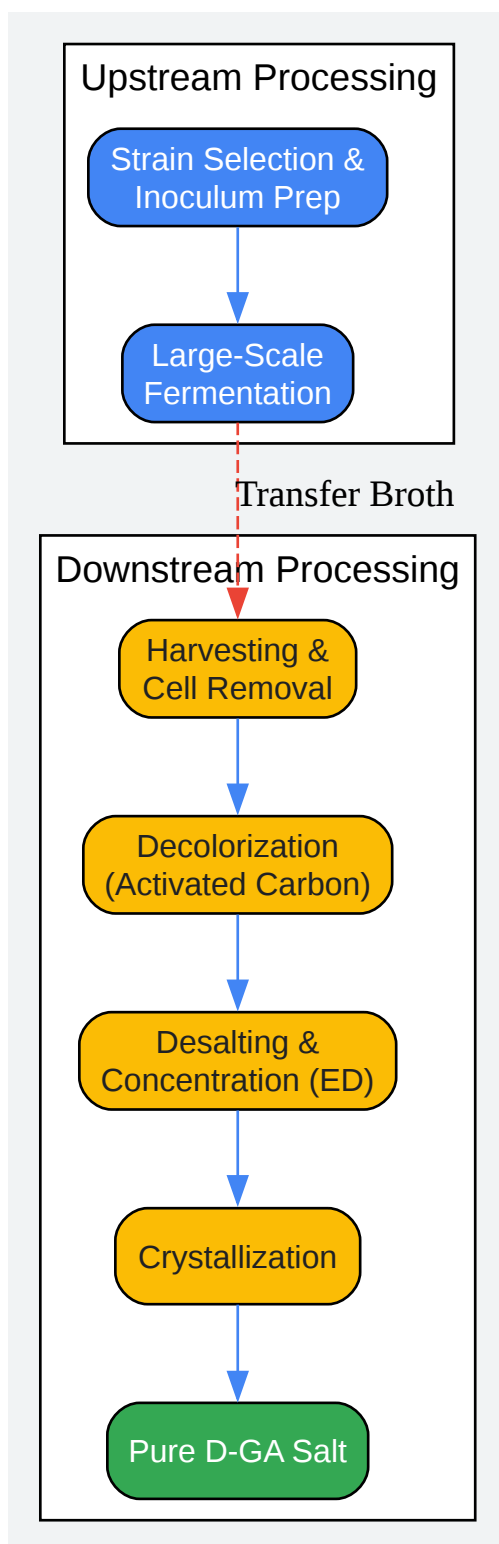 Upstream Processing
Strain Selection &
Inoculum Prep
Large-Scale
Fermentation
Transfer Broth
Downstream Processing
Harvesting &
Cell Removal
Decolorization
(Activated Carbon)
Desalting &
Concentration (ED)
Crystallization
Pure D-GA Salt